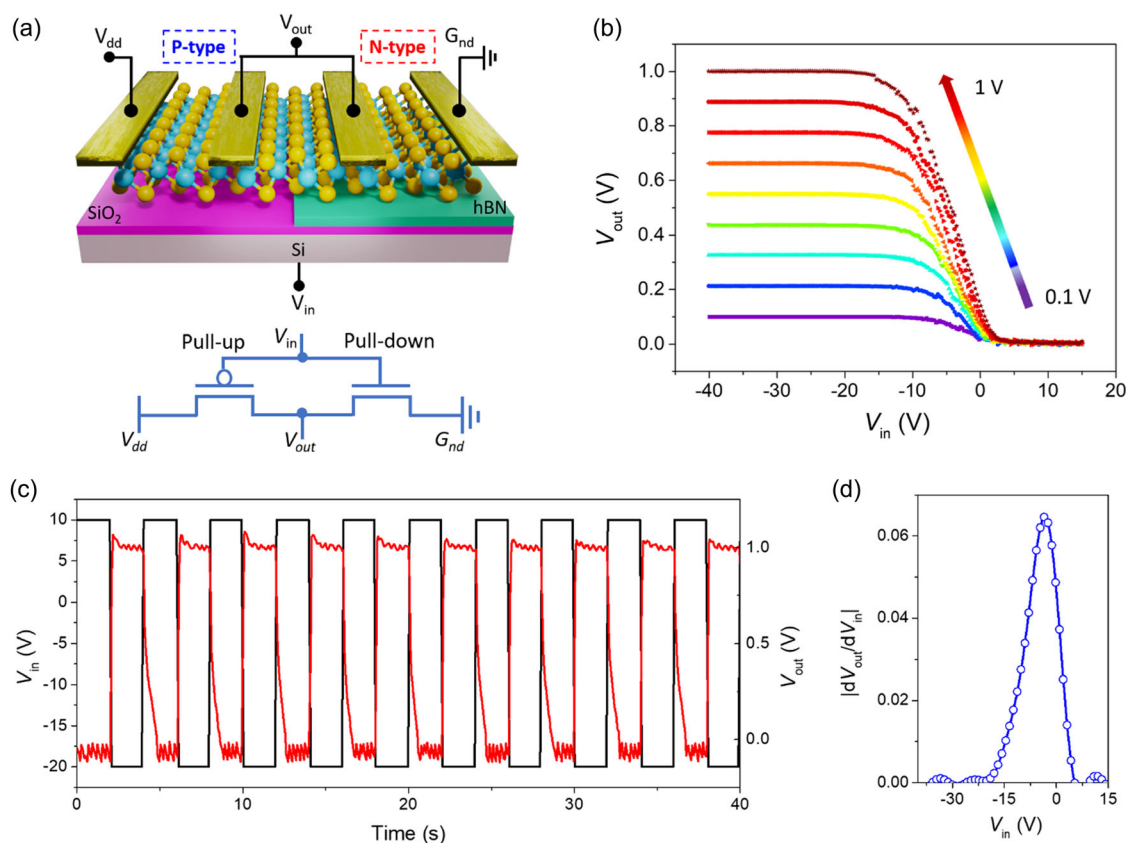 (a)
V_dd
P-type
V_out
N-type
G_nd
SiO₂
hBN
Si
V_in
Pull-up
V_in
Pull-down
V_dd
V_out
G_nd
(b)
V_out (V)
1.0
0.8
0.6
0.4
0.2
0.0
1 V
0.1 V
-40
-30
-20
-10
0
10
20
V_in (V)
(c)
V_in (V)
10
5
0
-5
-10
-15
-20
1.0
0.5
0.0
V_out (V)
0
10
20
30
40
Time (s)
(d)
|dV_out/dV_in|
0.06
0.04
0.02
0.00
-30
-15
0
15
V_in (V)